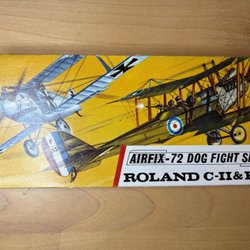 AIRFIX-72 DOG FIGHT S
ROLAND C-II&